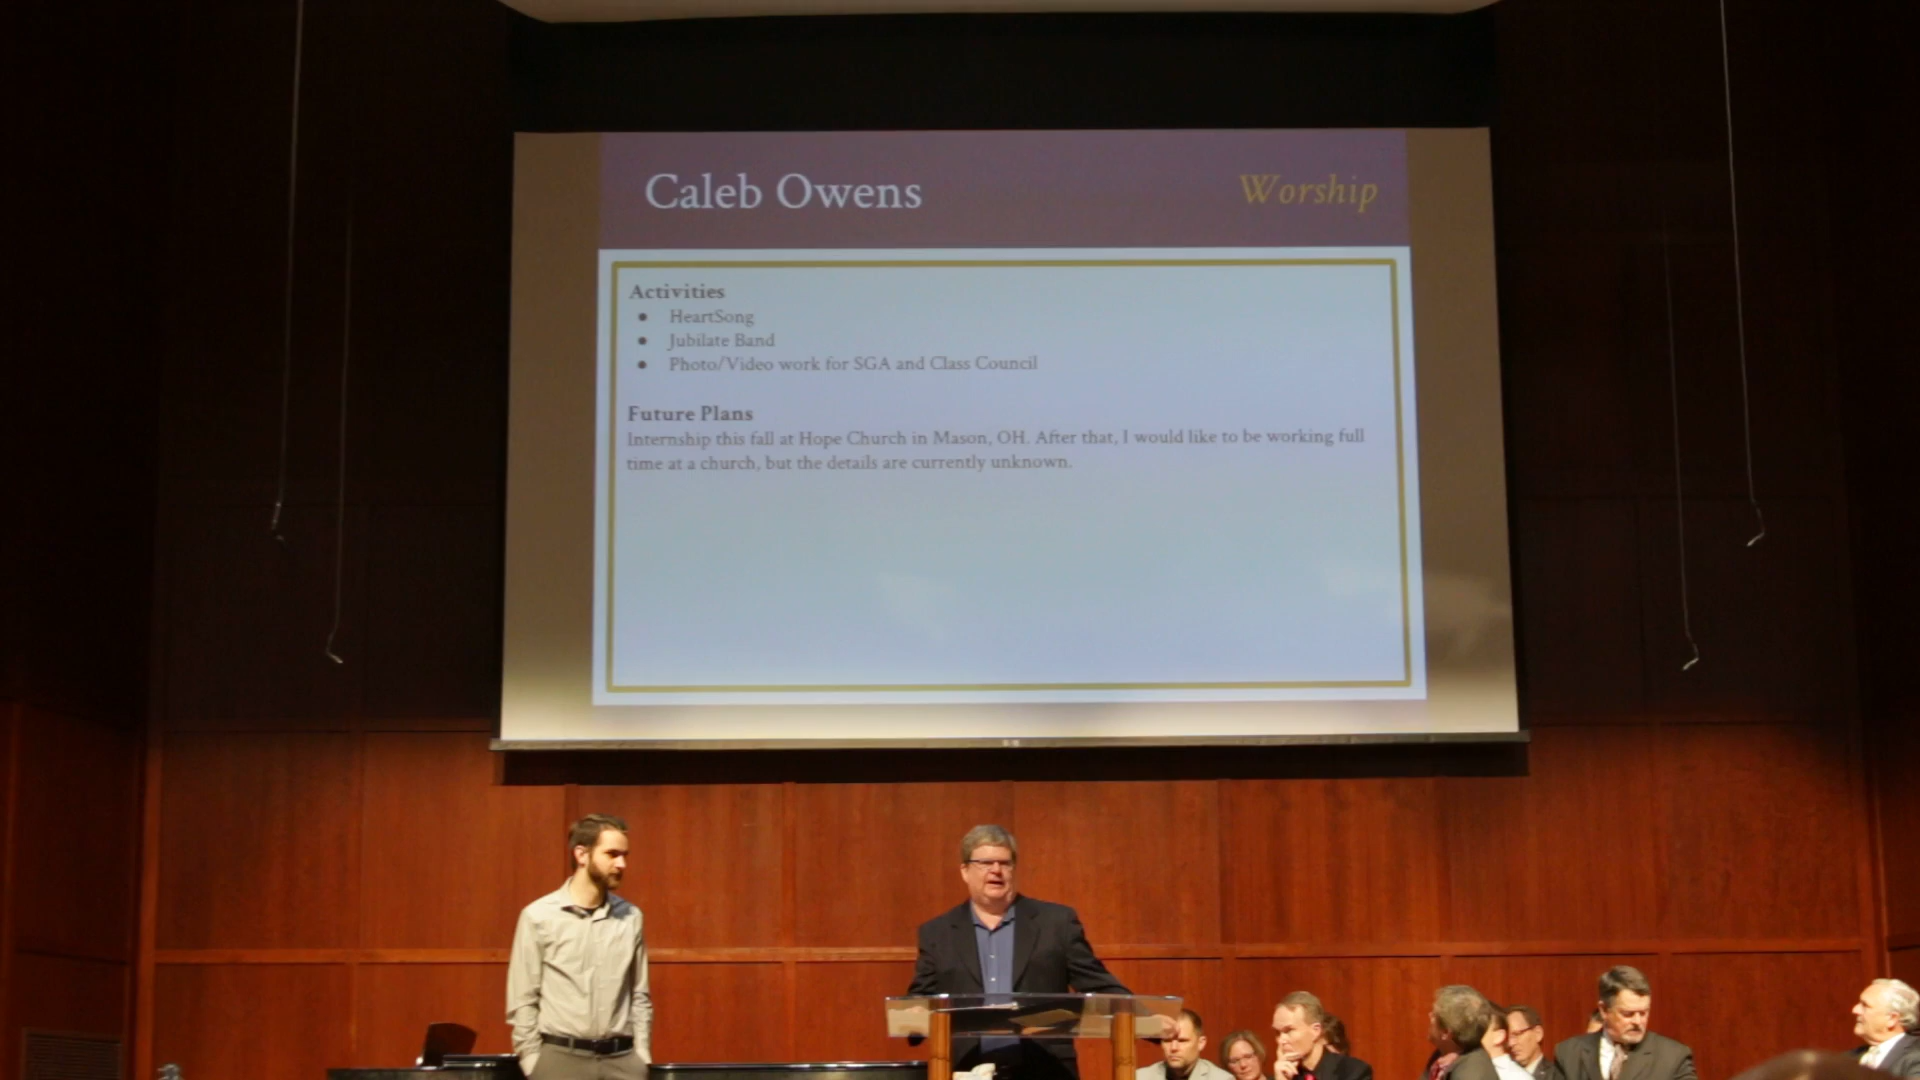 Caleb Owens
Worship
Activities
● HeartSong
● Jubilate Band
● Photo/Video work for SGA and Class Council
Future Plans
Internship this fall at Hope Church in Mason, OH. After that, I would like to be working full
time at a church, but the details are currently unknown.